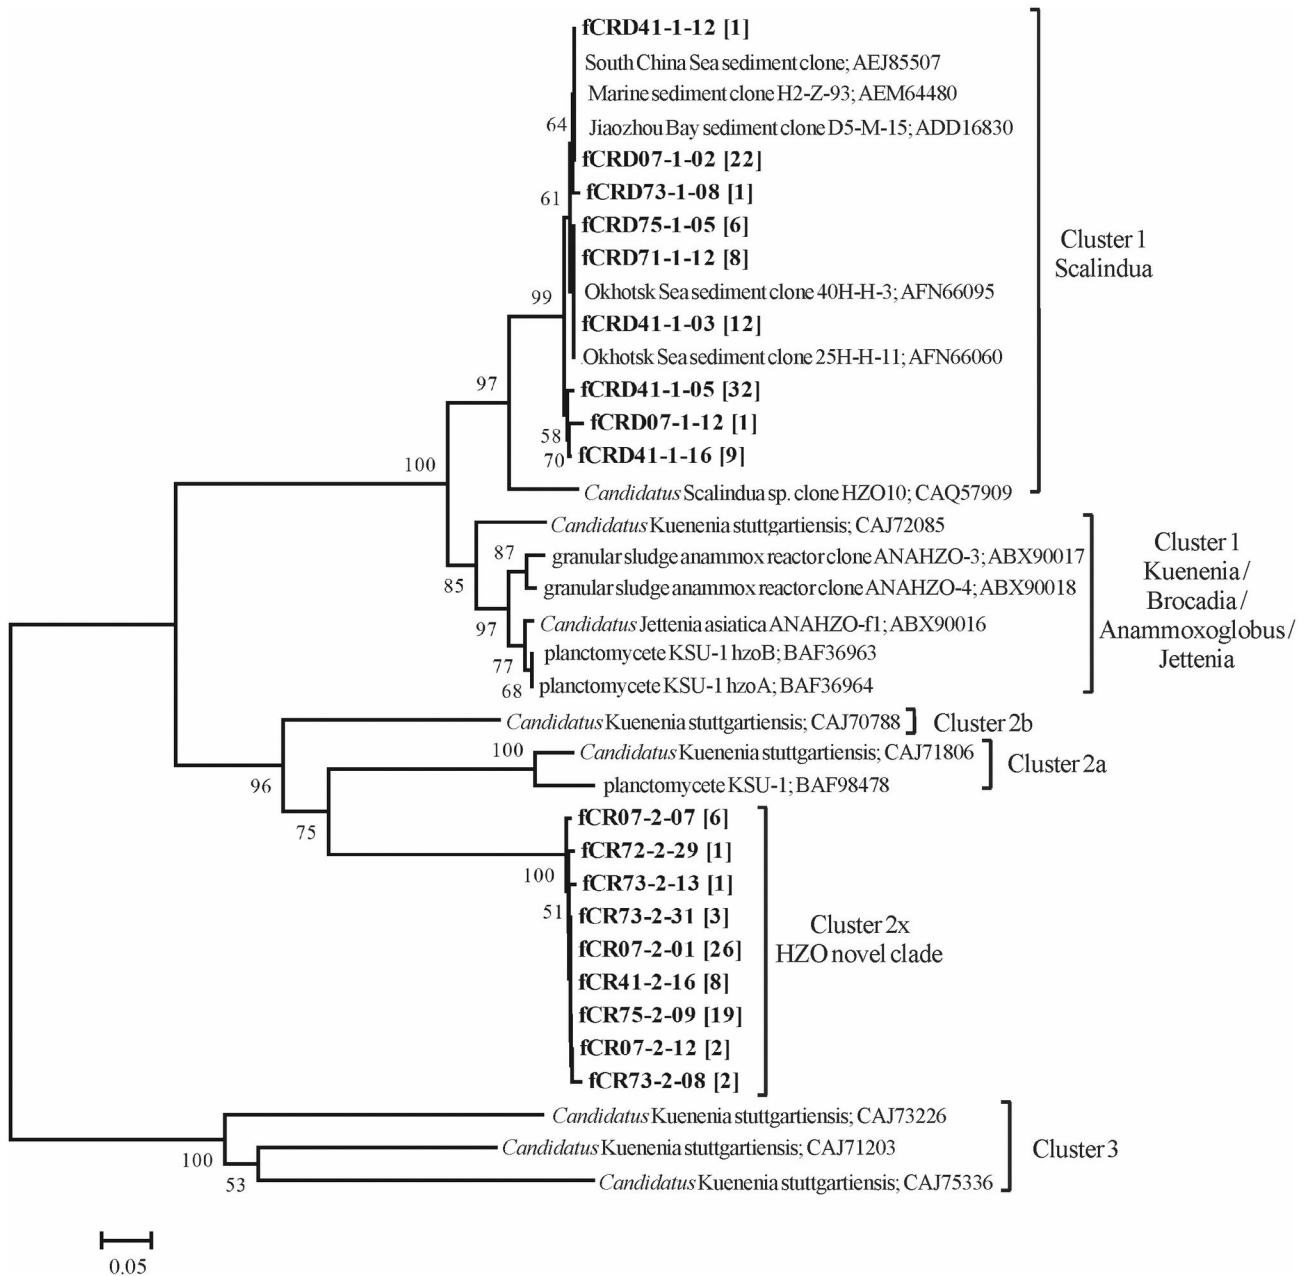 fCRD41-1-12 [1]
South China Sea sediment clone; AEJ85507
Marine sediment clone H2-Z-93; AEM64480
64
Jiaozhou Bay sediment clone D5-M-15; ADD16830
fCRD07-1-02 [22]
61
fCRD73-1-08 [1]
fCRD75-1-05 [6]
Cluster 1
Scalindua
fCRD71-1-12 [8]
99
Okhotsk Sea sediment clone 40H-H-3; AFN66095
fCRD41-1-03 [12]
Okhotsk Sea sediment clone 25H-H-11; AFN66060
97
fCRD41-1-05 [32]
fCRD07-1-12 [1]
58
70
fCRD41-1-16 [9]
100
Candidatus Scalindua sp. clone HZO10; CAQ57909
Candidatus Kuenenia stuttgartiensis; CAJ72085
87
granular sludge anammox reactor clone ANAHZO-3; ABX90017
85
granular sludge anammox reactor clone ANAHZO-4; ABX90018
97
Candidatus Jettenia asiatica ANAHZO-f1; ABX90016
77
planctomycete KSU-1 hzoB; BAF36963
68
planctomycete KSU-1 hzoA; BAF36964
Cluster 1
Kuenenia /
Brocadia /
Anammoxoglobus /
Jettenia
Candidatus Kuenenia stuttgartiensis; CAJ70788
Cluster 2b
100
Candidatus Kuenenia stuttgartiensis; CAJ71806
Cluster 2a
96
planctomycete KSU-1; BAF98478
75
fCR07-2-07 [6]
fCR72-2-29 [1]
100
fCR73-2-13 [1]
51
fCR73-2-31 [3]
Cluster 2x
HZO novel clade
fCR07-2-01 [26]
fCR41-2-16 [8]
fCR75-2-09 [19]
fCR07-2-12 [2]
fCR73-2-08 [2]
Candidatus Kuenenia stuttgartiensis; CAJ73226
100
Candidatus Kuenenia stuttgartiensis; CAJ71203
Cluster 3
53
Candidatus Kuenenia stuttgartiensis; CAJ75336
0.05